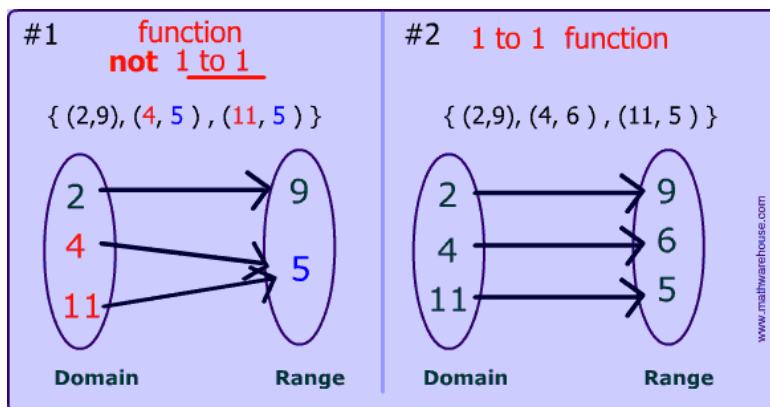 #1 function
not 1 to 1
{ (2,9), (4, 5 ) , (11, 5 ) }
2 9
4
5
11
Domain Range
#2 1 to 1 function
{ (2,9), (4, 6 ) , (11, 5 ) }
2 9
4 6
11 5
Domain Range
www.mathwarehouse.com